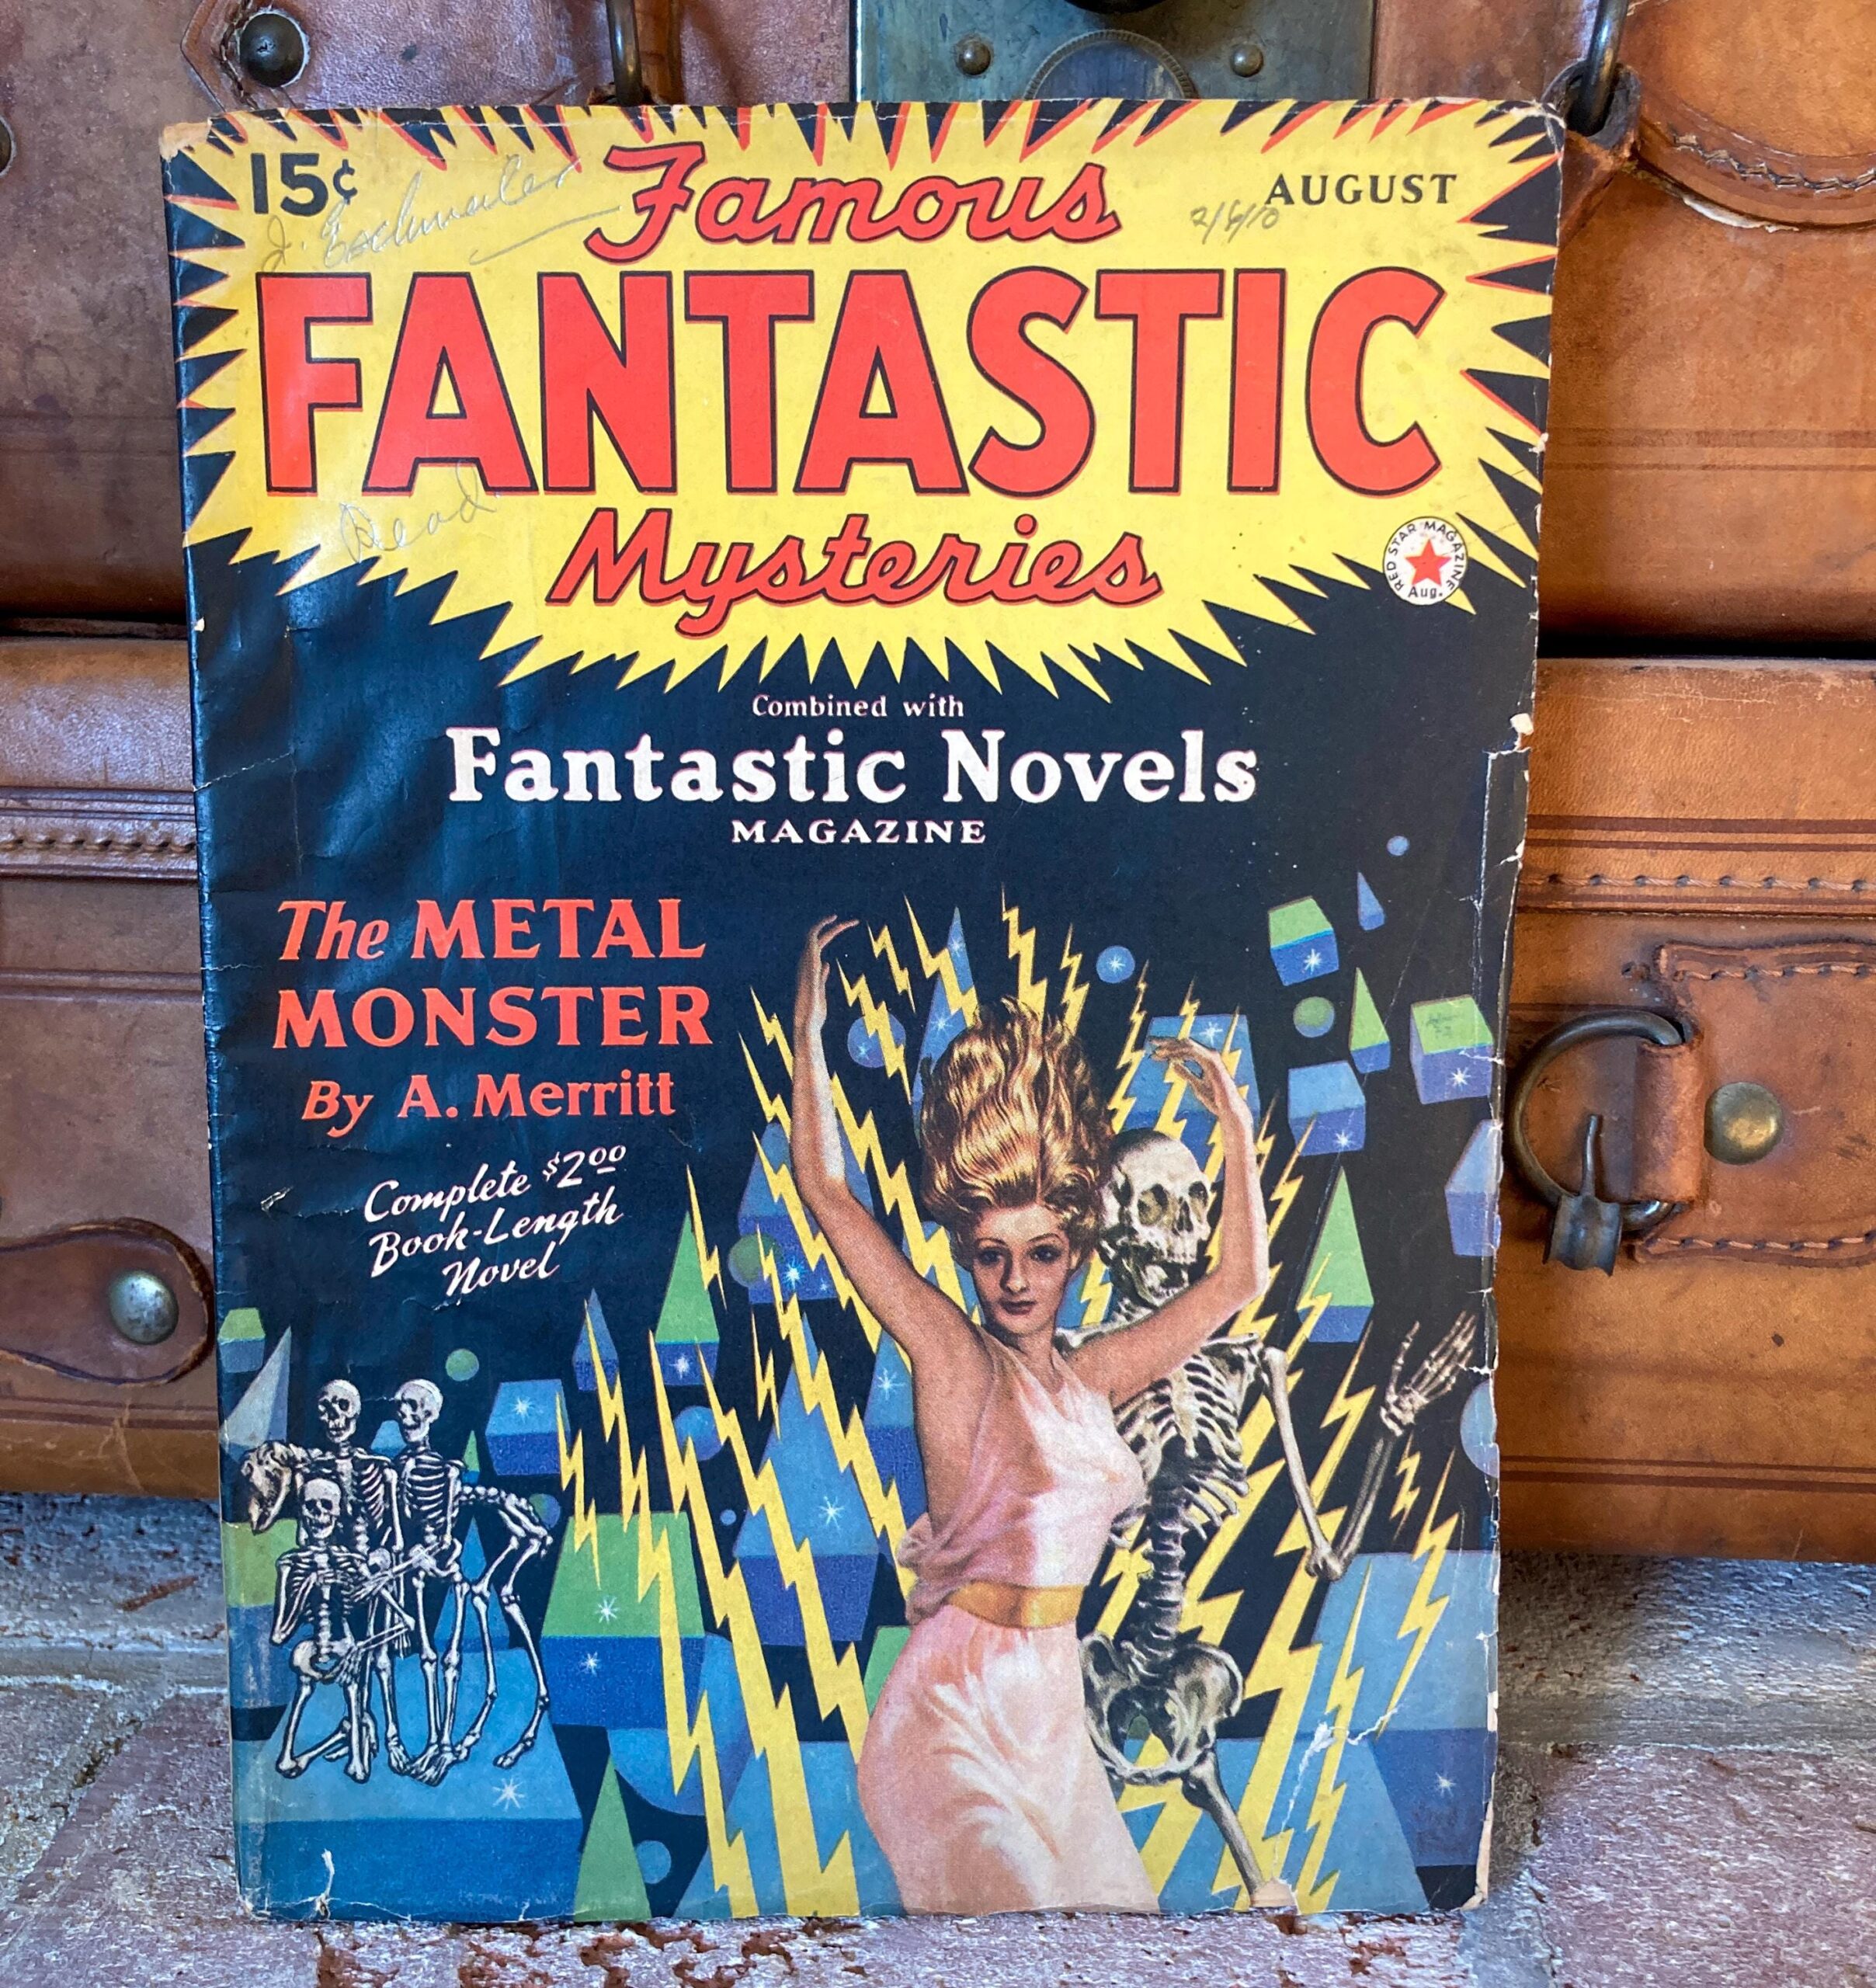 15¢
Famous
AUGUST
FANTASTIC
Read
Mysteries
RED STAR MAGAZINE
Aug.
Combined with
Fantastic Novels
MAGAZINE
The METAL
MONSTER
By A. Merritt
Complete $2.00
Book-Length
Novel